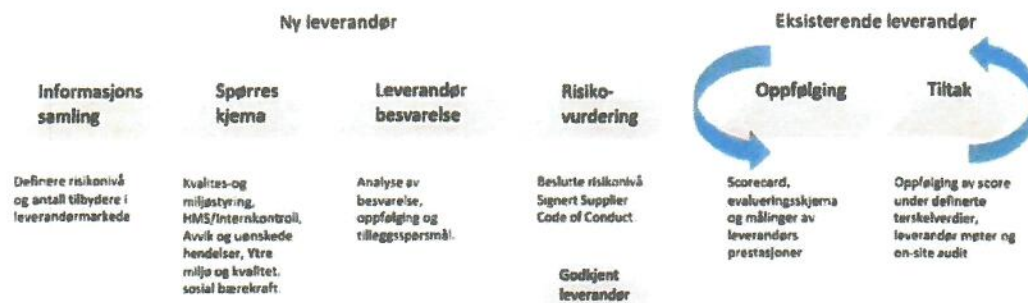 Ny leverandør
Eksisterende leverandør
Informasjons
samling
Spørres
kjema
Leverandør
besvarelse
Risiko-
vurdering
Oppfølging
Tiltak
Definere risikonivå
og antall tilbydere i
leverandørmarkede
Kvalites-og
miljøstyring,
HMS/Internkontroll,
Avvik og uønskede
hendelser, Ytre
miljø og kvalitet.
sosial bærekraft.
Analyse av
besvarelse,
oppfølging og
tilleggsspørsmål.
Beslutte risikonivå
Signert Supplier
Code of Conduct
Godkjent
leverandør
Scorecard,
evalueringsskjema
og målinger av
leverandørs
prestasjoner
Oppfølging av score
under definerte
terskelverdier,
leverandør møter og
on-site audit